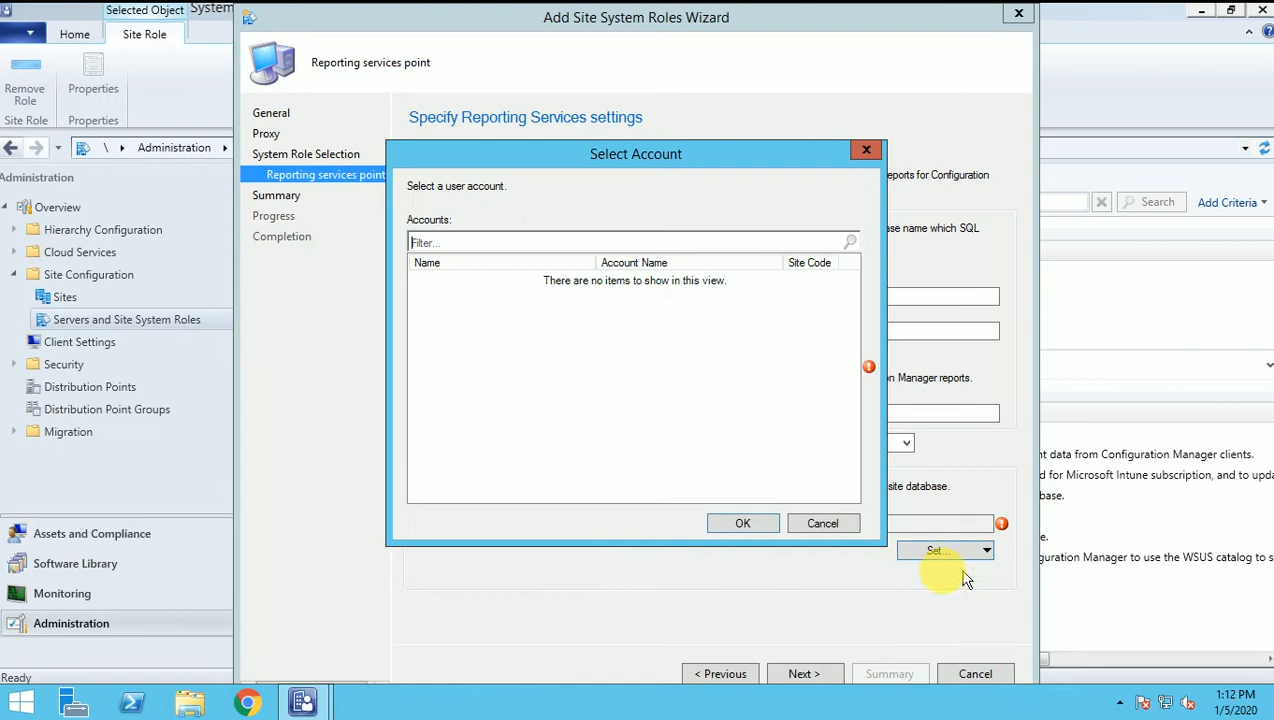 Selected Object
System
Add Site System Roles Wizard
Home
Site Role
Reporting services point
Remove
Role
Properties
Site Role
Properties
General
Proxy
System Role Selection
Reporting services point
Summary
Progress
Completion
Specify Reporting Services settings
\
Administration
Administration
Overview
Hierarchy Configuration
Cloud Services
Site Configuration
Sites
Servers and Site System Roles
Client Settings
Security
Distribution Points
Distribution Point Groups
Migration
Assets and Compliance
Software Library
Monitoring
Administration
Ready
Select Account
Select a user account.
Accounts:
Filter...
Name
Account Name
Site Code
There are no items to show in this view.
OK
Cancel
reports for Configuration
ase name which SQL
on Manager reports.
site database.
Set...
< Previous
Next >
Summary
Cancel
Search
Add Criteria
nt data from Configuration Manager clients.
d for Microsoft Intune subscription, and to upda
base.
e.
iguration Manager to use the WSUS catalog to s
1:12 PM
1/5/2020